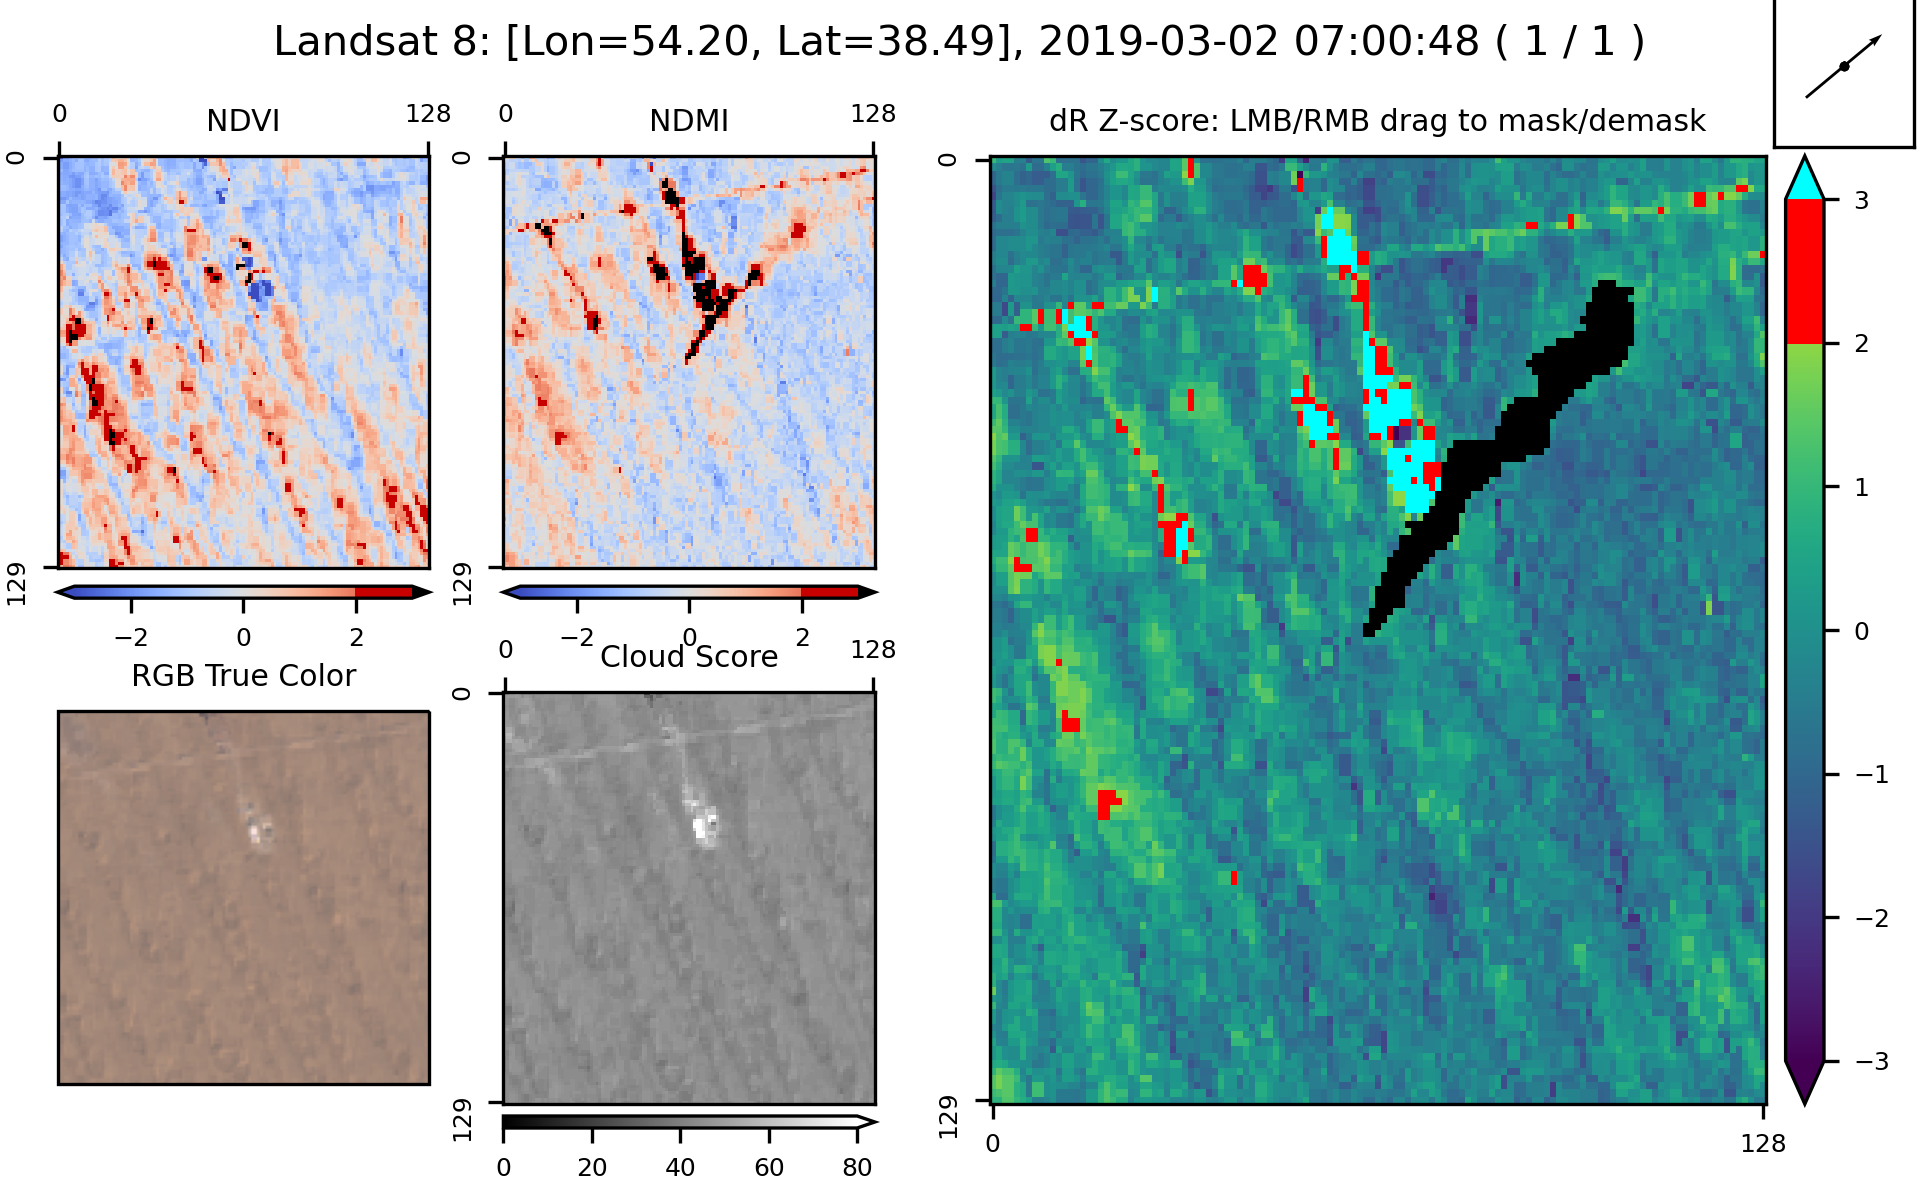 Landsat 8: [Lon=54.20, Lat=38.49], 2019-03-02 07:00:48 ( 1 / 1 )
0 NDVI 128
0
129
−2 0 2
0 NDMI 128
0
129
−2 0 2
RGB True Color
0 Cloud Score 128
0
129
0 20 40 60 80
dR Z-score: LMB/RMB drag to mask/demask
0
129
0 128
3
2
1
0
−1
−2
−3